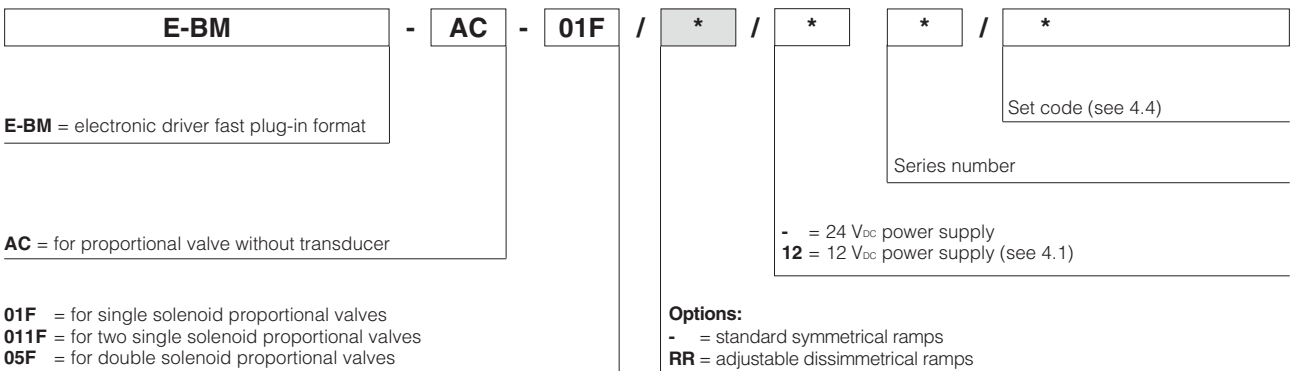 E-BM - AC - 01F / * / * * / *
Set code (see 4.4)
E-BM = electronic driver fast plug-in format
Series number
AC = for proportional valve without transducer
- = 24 VDC power supply
12 = 12 VDC power supply (see 4.1)
01F = for single solenoid proportional valves
011F = for two single solenoid proportional valves
05F = for double solenoid proportional valves
Options:
- = standard symmetrical ramps
RR = adjustable dissimmetrical ramps